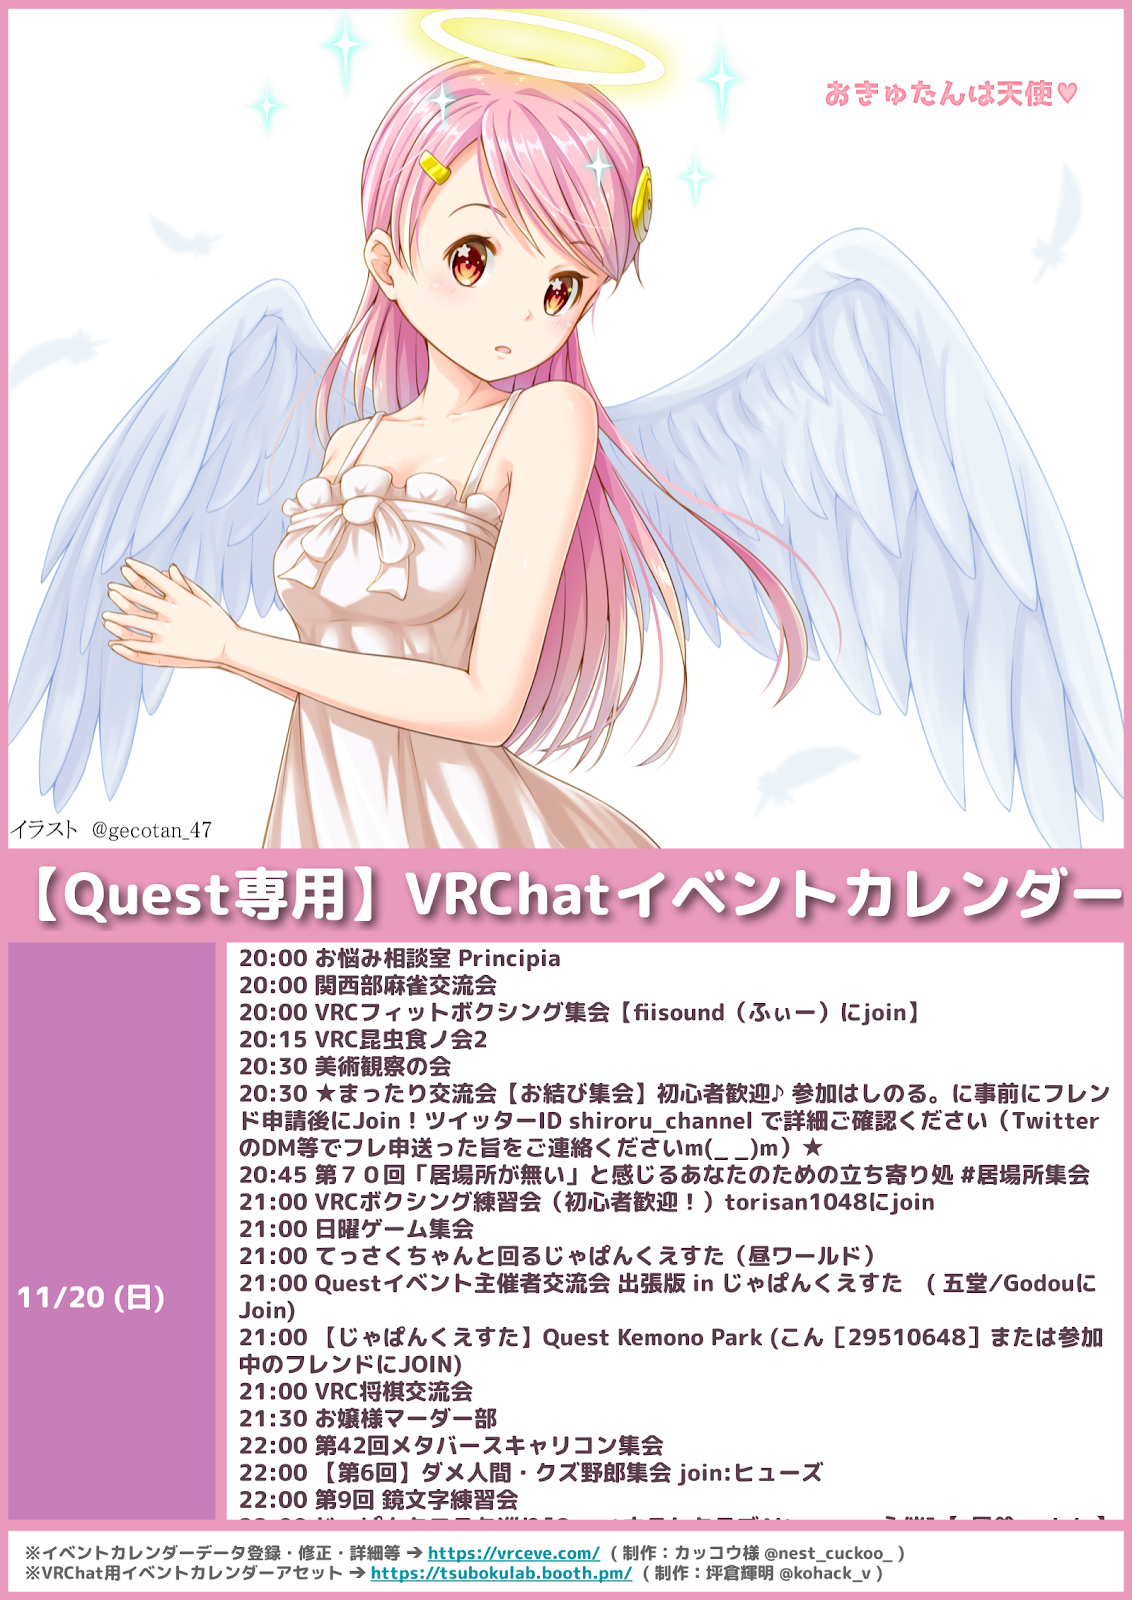 おきゅたんは天使♥
イラスト @gecotan_47
【Quest専用】VRChatイベントカレンダー
11/20 (日)
20:00 お悩み相談室 Principia
20:00 関西部麻雀交流会
20:00 VRCフィットボクシング集会【fiisound（ふぃー）にjoin】
20:15 VRC昆虫食ノ会2
20:30 美術観察の会
20:30 ★まったり交流会【お結び集会】初心者歓迎♪ 参加はしのる。に事前にフレン
ド申請後にJoin！ツイッターID shiroru_channel で詳細ご確認ください（Twitter
のDM等でフレ申送った旨をご連絡くださいm(_ _)m）★
20:45 第７０回「居場所が無い」と感じるあなたのための立ち寄り処 #居場所集会
21:00 VRCボクシング練習会（初心者歓迎！）torisan1048にjoin
21:00 日曜ゲーム集会
21:00 てっさくちゃんと回るじゃぱんくえすた（昼ワールド）
21:00 Questイベント主催者交流会 出張版 in じゃぱんくえすた　( 五堂/Godouに
Join)
21:00 【じゃぱんくえすた】Quest Kemono Park (こん［29510648］または参加
中のフレンドにJOIN)
21:00 VRC将棋交流会
21:30 お嬢様マーダー部
22:00 第42回メタバースキャリコン集会
22:00 【第6回】ダメ人間・クズ野郎集会 join:ヒューズ
22:00 第9回 鏡文字練習会
※イベントカレンダーデータ登録・修正・詳細等 ➔ https://vrceve.com/ ( 制作：カッコウ様 @nest_cuckoo_ )
※VRChat用イベントカレンダーアセット ➔ https://tsubokulab.booth.pm/ ( 制作：坪倉輝明 @kohack_v )